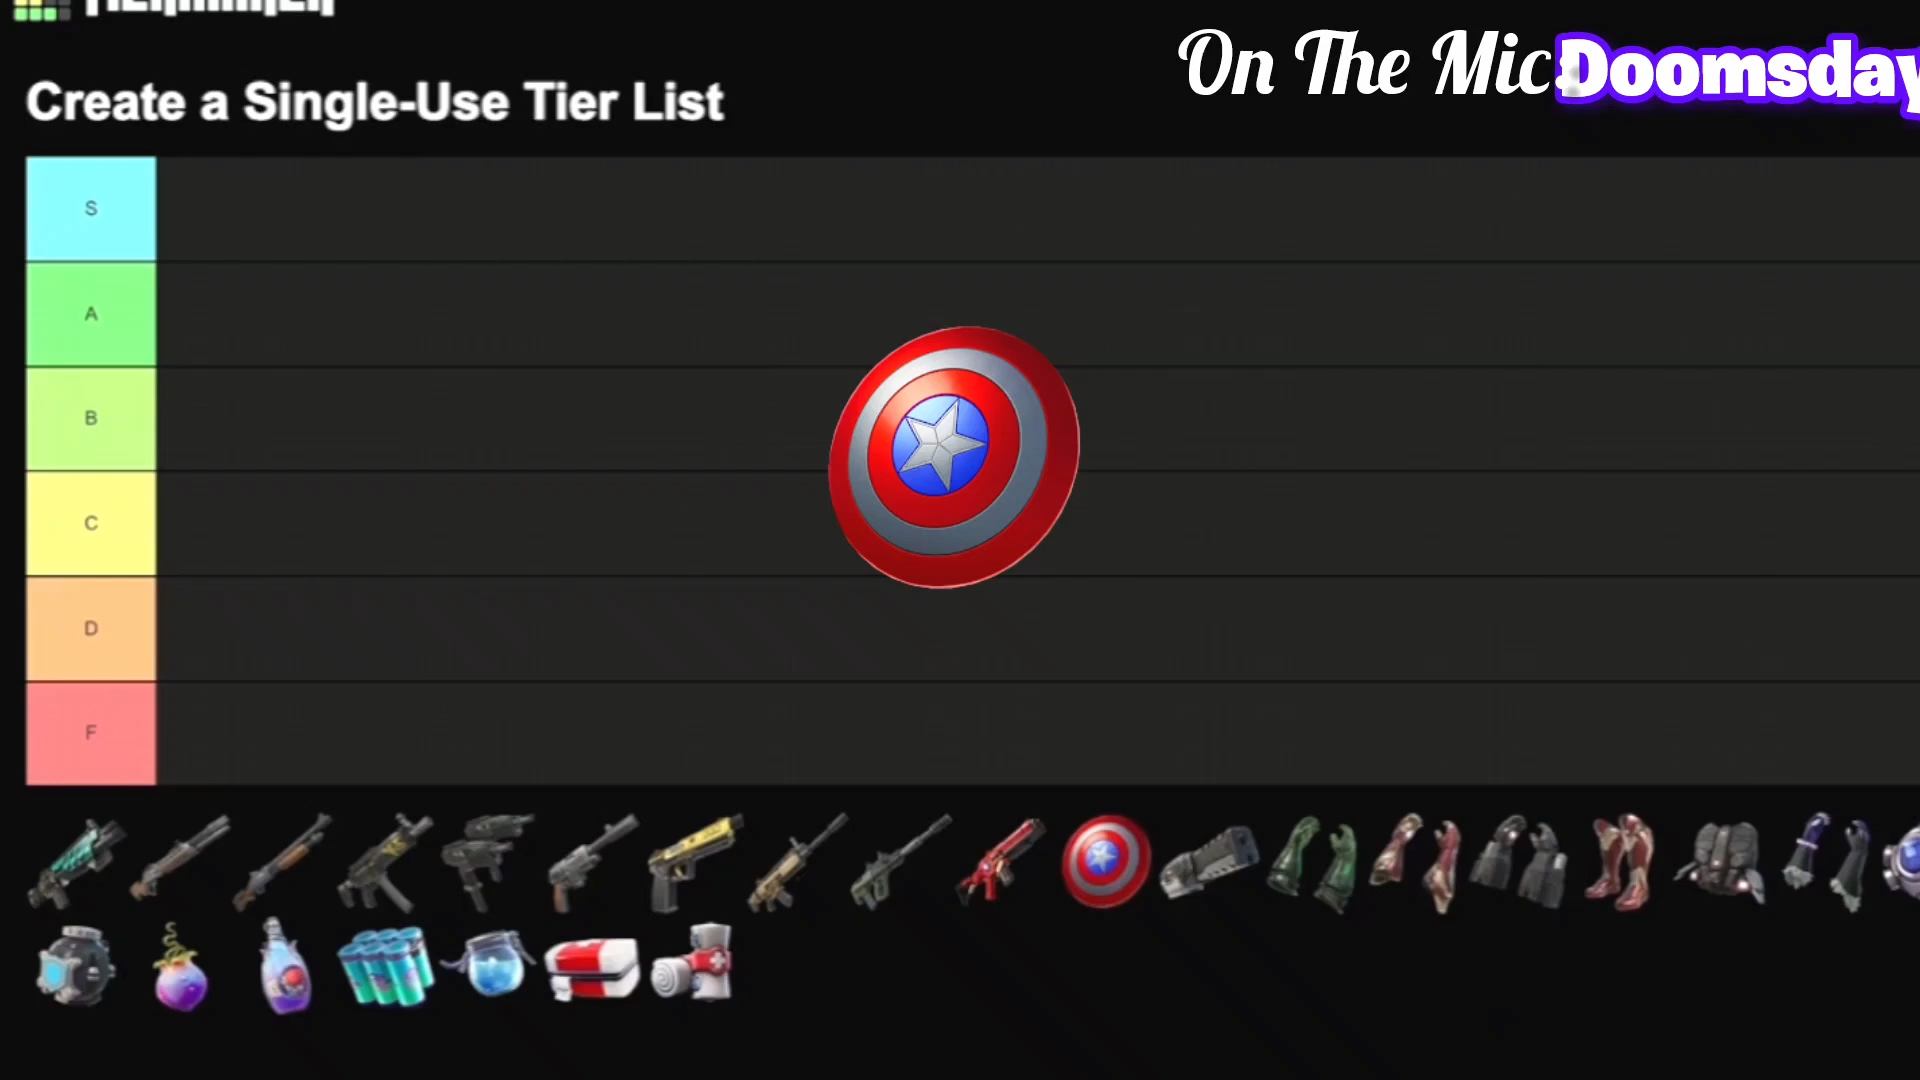 On The Mic: Doomsday
Create a Single-Use Tier List
S
A
B
C
D
F